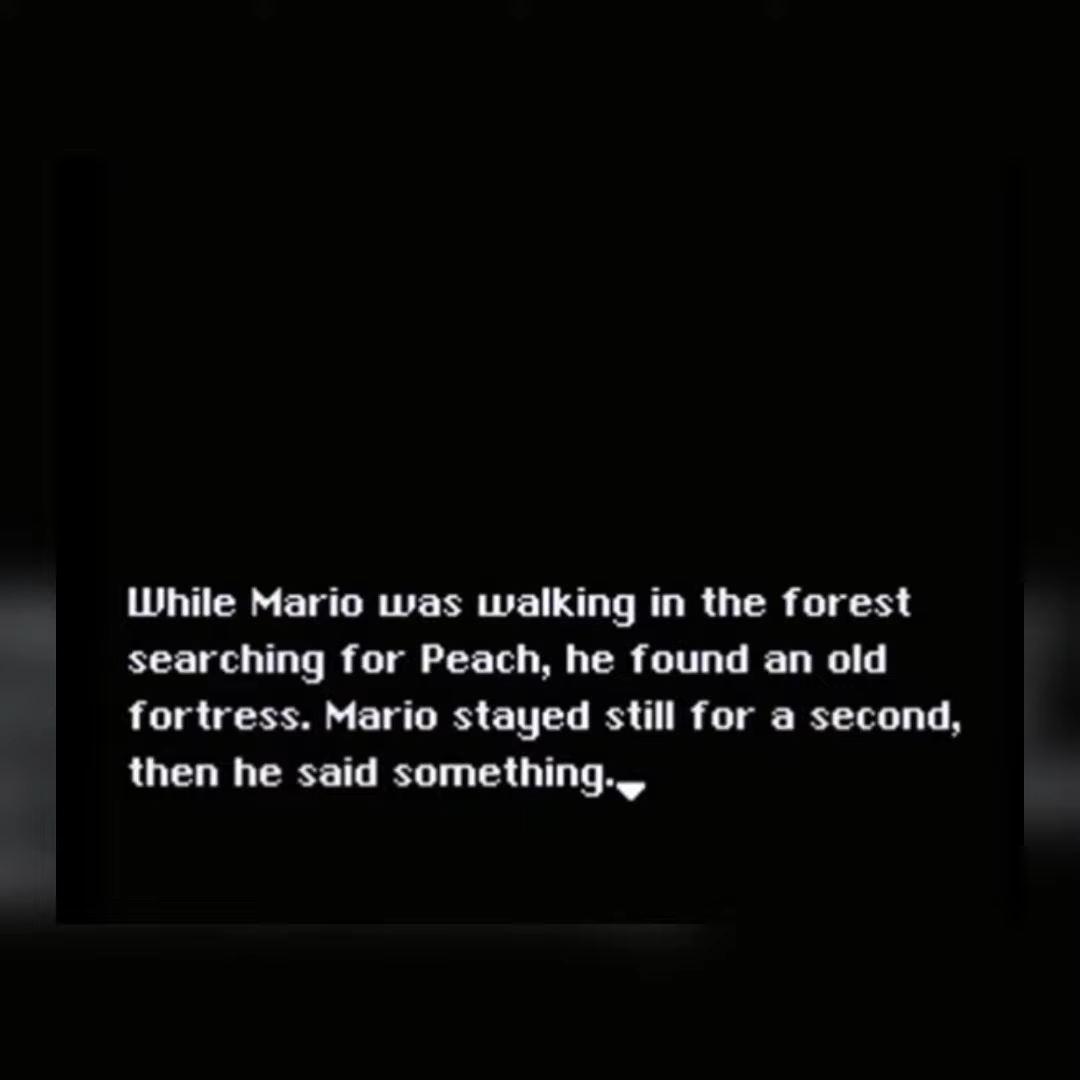 While Mario was walking in the forest
searching for Peach, he found an old
fortress. Mario stayed still for a second,
then he said something.